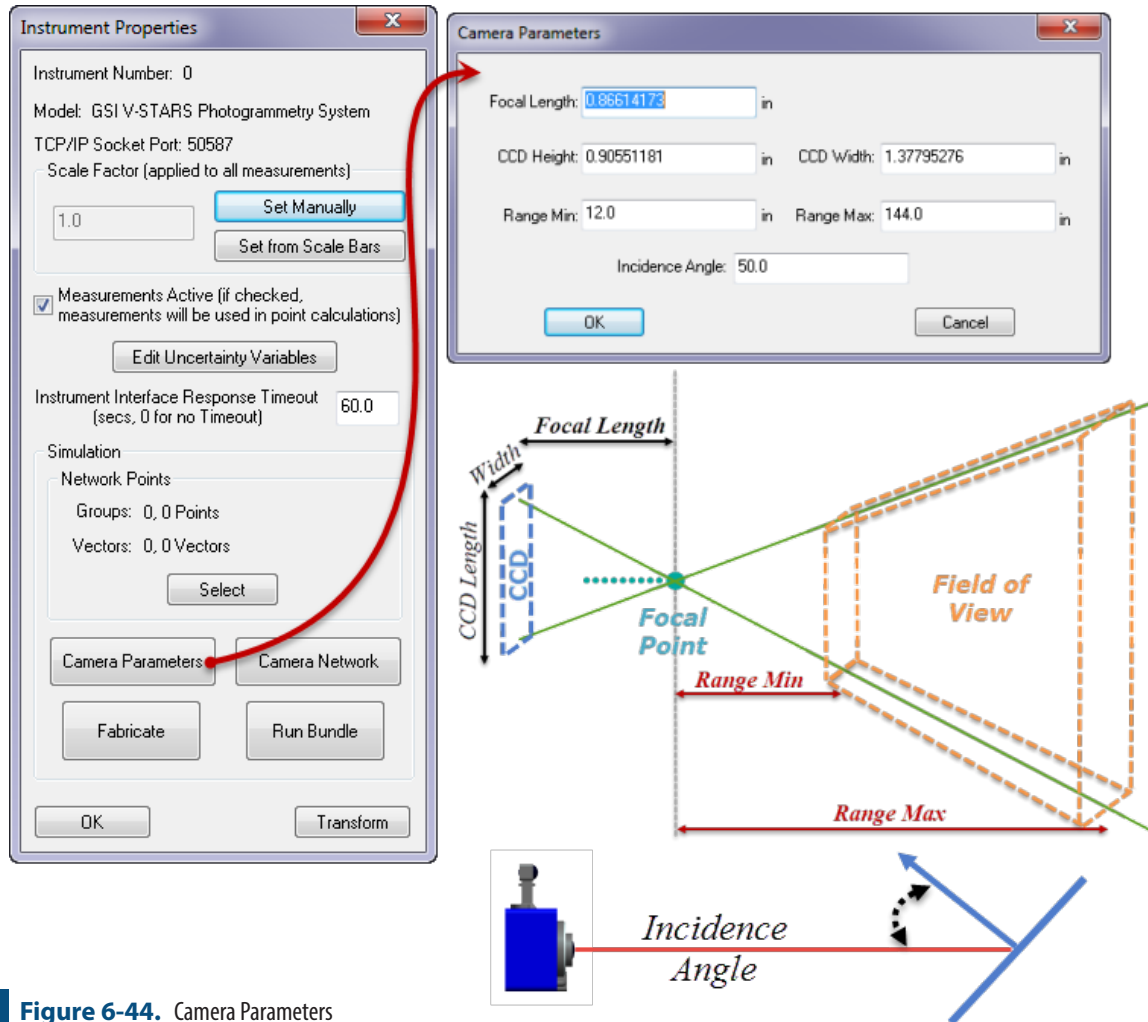 Instrument Properties
Instrument Number: 0
Model: GSI V-STARS Photogrammetry System
TCP/IP Socket Port: 50587
Scale Factor (applied to all measurements)
1.0
Set Manually
Set from Scale Bars
Measurements Active (if checked,
measurements will be used in point calculations)
Edit Uncertainty Variables
Instrument Interface Response Timeout
(secs, 0 for no Timeout)
60.0
Simulation
Network Points
Groups: 0, 0 Points
Vectors: 0, 0 Vectors
Select
Camera Parameters
Camera Network
Fabricate
Run Bundle
OK
Transform
Camera Parameters
Focal Length: 0.86614173 in
CCD Height: 0.90551181 in CCD Width: 1.37795276 in
Range Min: 12.0 in Range Max: 144.0 in
Incidence Angle: 50.0
OK
Cancel
Focal Length
Width
CCD Length
CCD
Focal
Point
Field of
View
Range Min
Range Max
Incidence
Angle
Figure 6-44. Camera Parameters